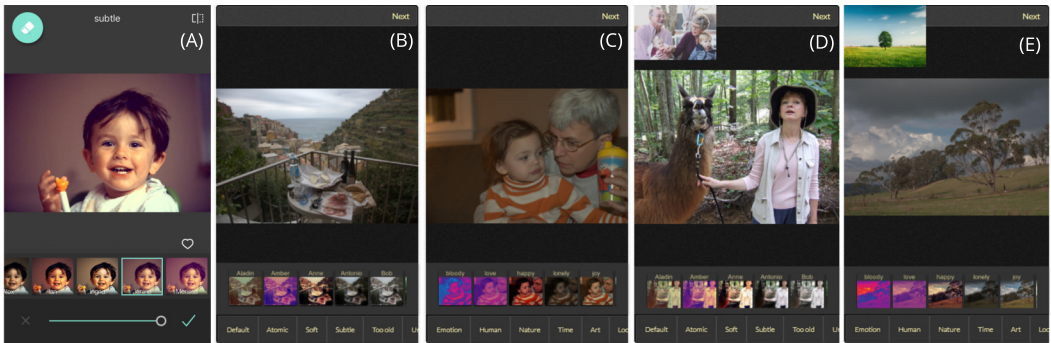 subtle
(A)
Ingrid
Next
(B)
Aladin Amber Anne Antonio Bob
Default Atomic Soft Subtle Too old
Next
(C)
bloody love happy lonely joy
Emotion Human Nature Time Art
Next
(D)
Aladin Amber Anne Antonio Bob
Default Atomic Soft Subtle Too old
Next
(E)
bloody love happy lonely joy
Emotion Human Nature Time Art